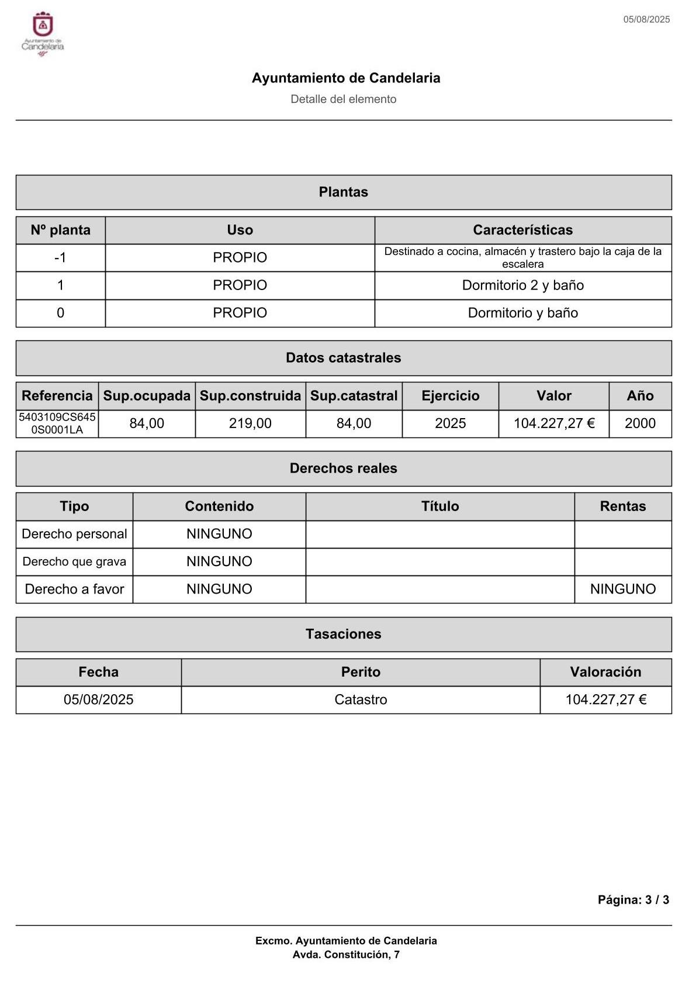 Ayuntamiento de
Candelaria
05/08/2025
Ayuntamiento de Candelaria
Detalle del elemento
Plantas
Nº planta Uso Características
-1 PROPIO Destinado a cocina, almacén y trastero bajo la caja de la
escalera
1 PROPIO Dormitorio 2 y baño
0 PROPIO Dormitorio y baño
Datos catastrales
Referencia Sup.ocupada Sup.construida Sup.catastral Ejercicio Valor Año
5403109CS645
0S0001LA 84,00 219,00 84,00 2025 104.227,27 € 2000
Derechos reales
Tipo Contenido Título Rentas
Derecho personal NINGUNO
Derecho que grava NINGUNO
Derecho a favor NINGUNO NINGUNO
Tasaciones
Fecha Perito Valoración
05/08/2025 Catastro 104.227,27 €
Página: 3 / 3
Excmo. Ayuntamiento de Candelaria
Avda. Constitución, 7